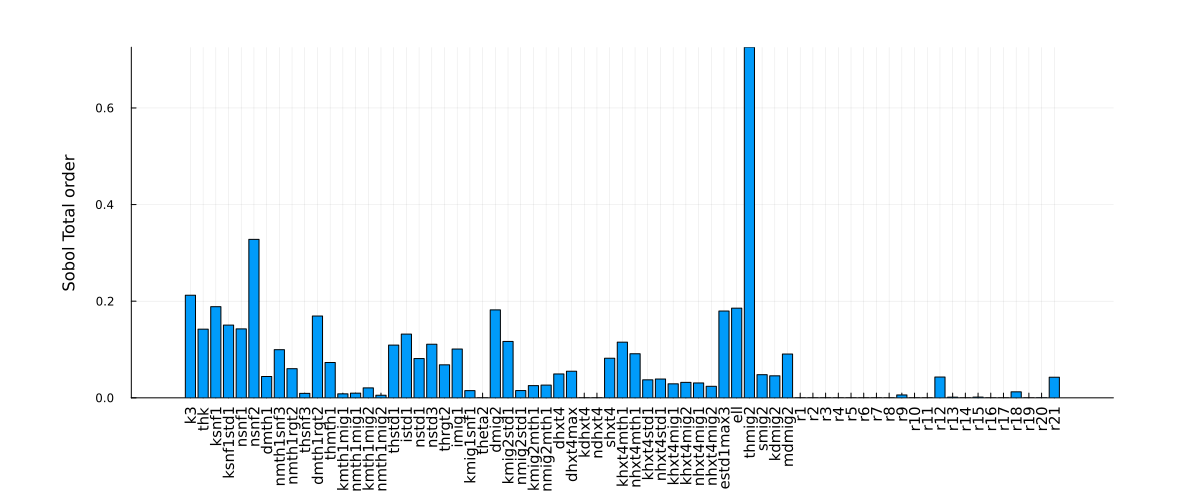 Sobol Total order
0.6
0.4
0.2
0.0
k3
thk
ksnf1
ksnf1std1
nsnf1
nsnf2
dmth1
nmth1snf3
nmth1rgt2
thsnf3
dmth1rgt2
thmth1
kmth1mig1
nmth1mig1
kmth1mig2
nmth1mig2
thstd1
istd1
nstd1
nstd3
thrgt2
imig1
kmig1snf1
theta2
dmig2
kmig2std1
nmig2std1
kmig2mth1
nmig2mth1
dhxt4
dhxt4max
kdhxt4
ndhxt4
shxt4
khxt4mth1
nhxt4mth1
khxt4std1
nhxt4std1
khxt4mig1
khxt4mig2
nhxt4mig1
nhxt4mig2
estd1max3
ell
thmig2
smig2
kdmig2
mdmig2
r1
r2
r3
r4
r5
r6
r7
r8
r9
r10
r11
r12
r13
r14
r15
r16
r17
r18
r19
r20
r21